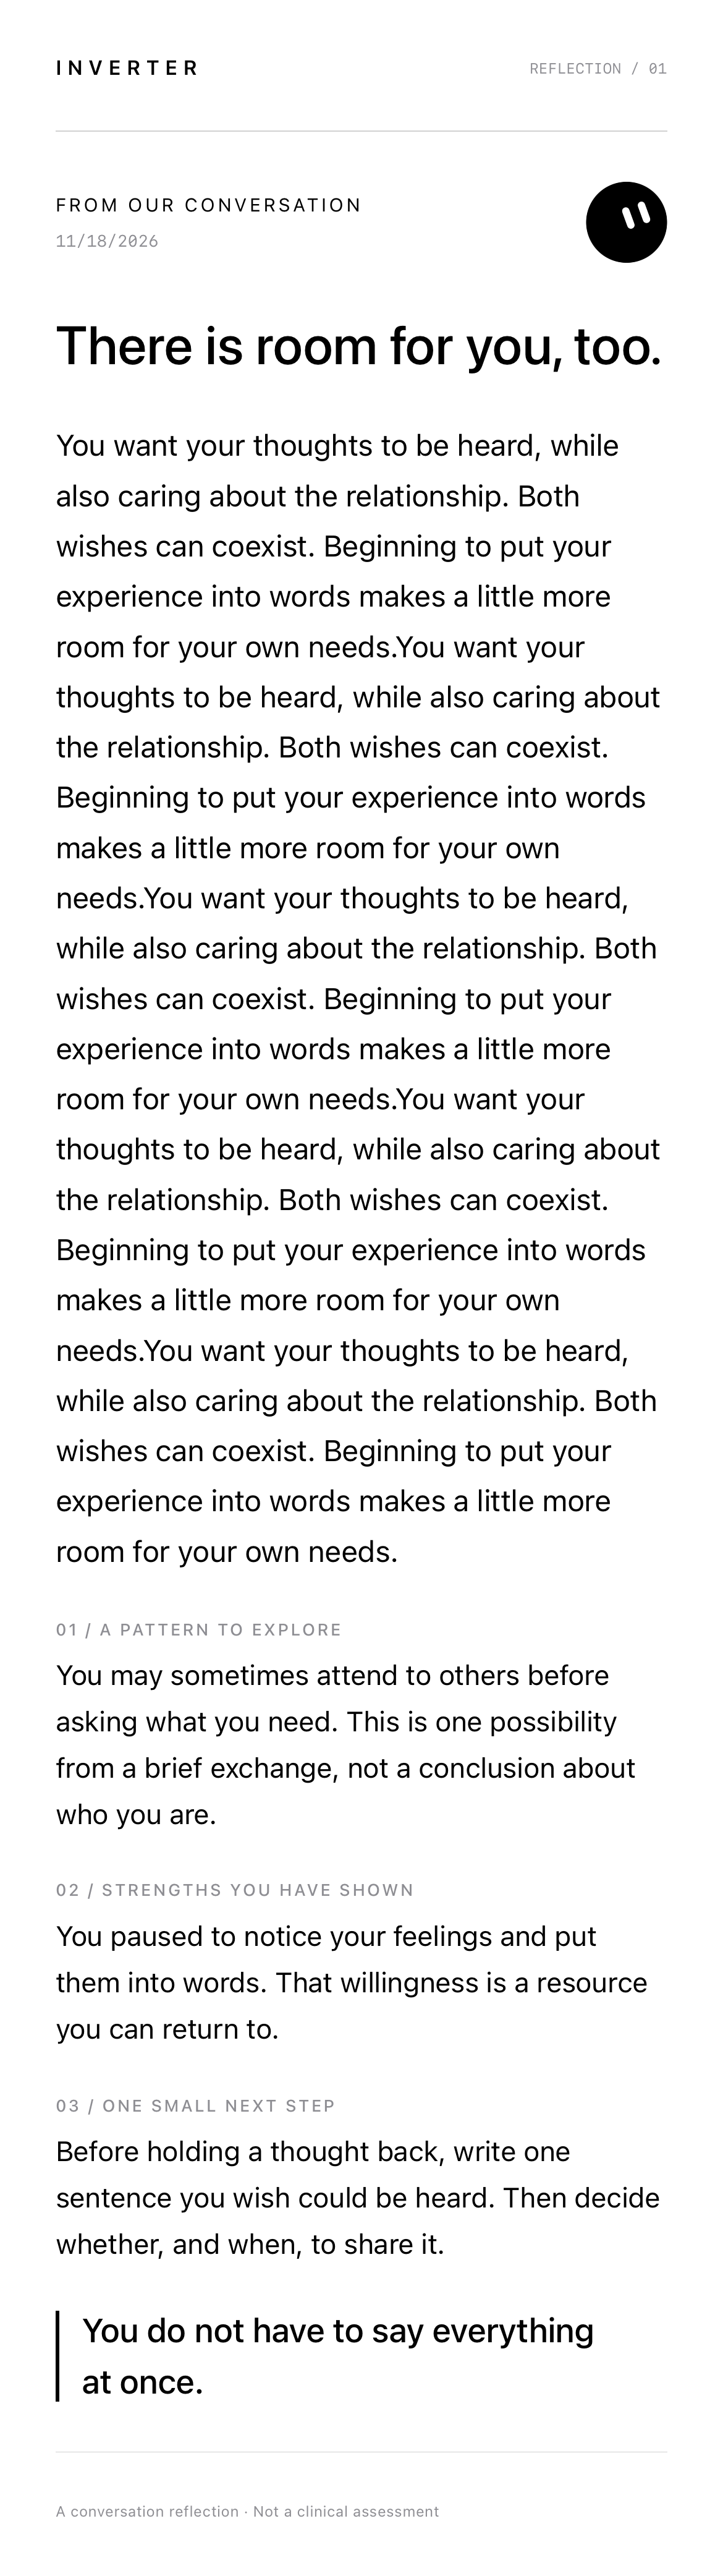 INVERTER
REFLECTION / 01
FROM OUR CONVERSATION
11/18/2026
There is room for you, too.
You want your thoughts to be heard, while
also caring about the relationship. Both
wishes can coexist. Beginning to put your
experience into words makes a little more
room for your own needs.You want your
thoughts to be heard, while also caring about
the relationship. Both wishes can coexist.
Beginning to put your experience into words
makes a little more room for your own
needs.You want your thoughts to be heard,
while also caring about the relationship. Both
wishes can coexist. Beginning to put your
experience into words makes a little more
room for your own needs.You want your
thoughts to be heard, while also caring about
the relationship. Both wishes can coexist.
Beginning to put your experience into words
makes a little more room for your own
needs.You want your thoughts to be heard,
while also caring about the relationship. Both
wishes can coexist. Beginning to put your
experience into words makes a little more
room for your own needs.
01 / A PATTERN TO EXPLORE
You may sometimes attend to others before
asking what you need. This is one possibility
from a brief exchange, not a conclusion about
who you are.
02 / STRENGTHS YOU HAVE SHOWN
You paused to notice your feelings and put
them into words. That willingness is a resource
you can return to.
03 / ONE SMALL NEXT STEP
Before holding a thought back, write one
sentence you wish could be heard. Then decide
whether, and when, to share it.
You do not have to say everything
at once.
A conversation reflection · Not a clinical assessment